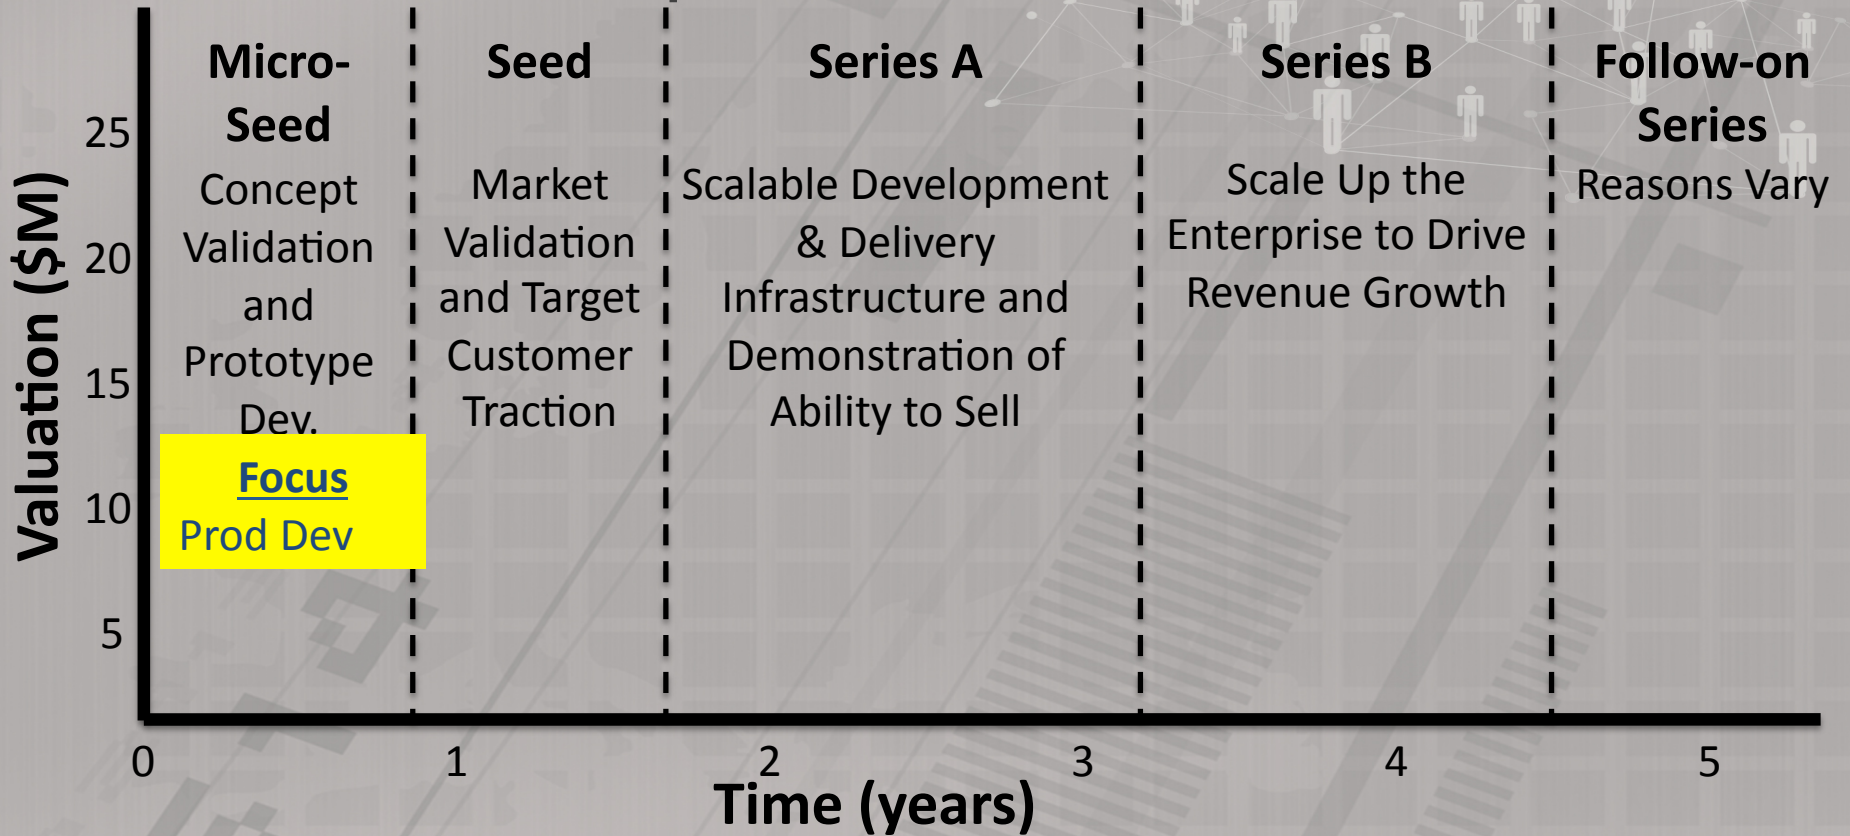 Micro-
Seed
Concept
Validation
and
Prototype
Dev.
Focus
Prod Dev
Seed
Market
Validation
and Target
Customer
Traction
Series A
Scalable Development
& Delivery
Infrastructure and
Demonstration of
Ability to Sell
Series B
Scale Up the
Enterprise to Drive
Revenue Growth
Follow-on
Series
Reasons Vary
Valuation ($M)
25
20
15
10
5
0
1
2
3
4
5
Time (years)